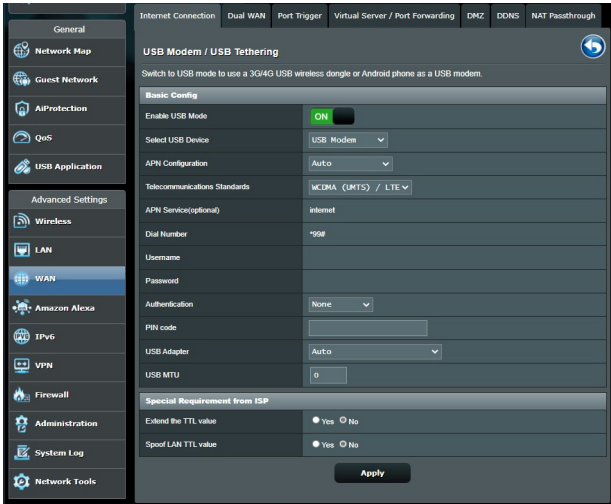 Internet Connection Dual WAN Port Trigger Virtual Server / Port Forwarding DMZ DDNS NAT Passthrough
General
Network Map
Guest Network
AiProtection
QoS
USB Application
Advanced Settings
Wireless
LAN
WAN
Amazon Alexa
IPv6
VPN
Firewall
Administration
System Log
Network Tools
USB Modem / USB Tethering
Switch to USB mode to use a 3G/4G USB wireless dongle or Android phone as a USB modem.
Basic Config
Enable USB Mode ON
Select USB Device USB Modem
APN Configuration Auto
Telecommunications Standards WCDMA (UMTS) / LTE
APN Service(optional) internet
Dial Number *99#
Username
Password
Authentication None
PIN code
USB Adapter Auto
USB MTU 0
Special Requirement from ISP
Extend the TTL value Yes No
Spoof LAN TTL value Yes No
Apply